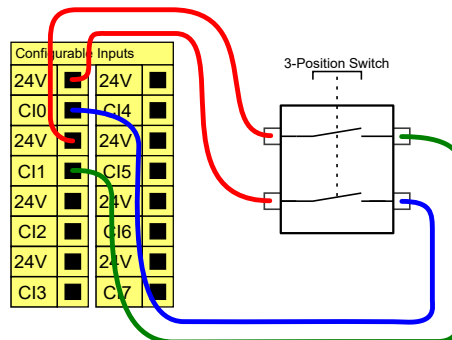 Configurable Inputs
24V 24V
CI0 CI4
24V 24V
CI1 CI5
24V 24V
CI2 CI6
24V 24V
CI3 CI7
3-Position Switch